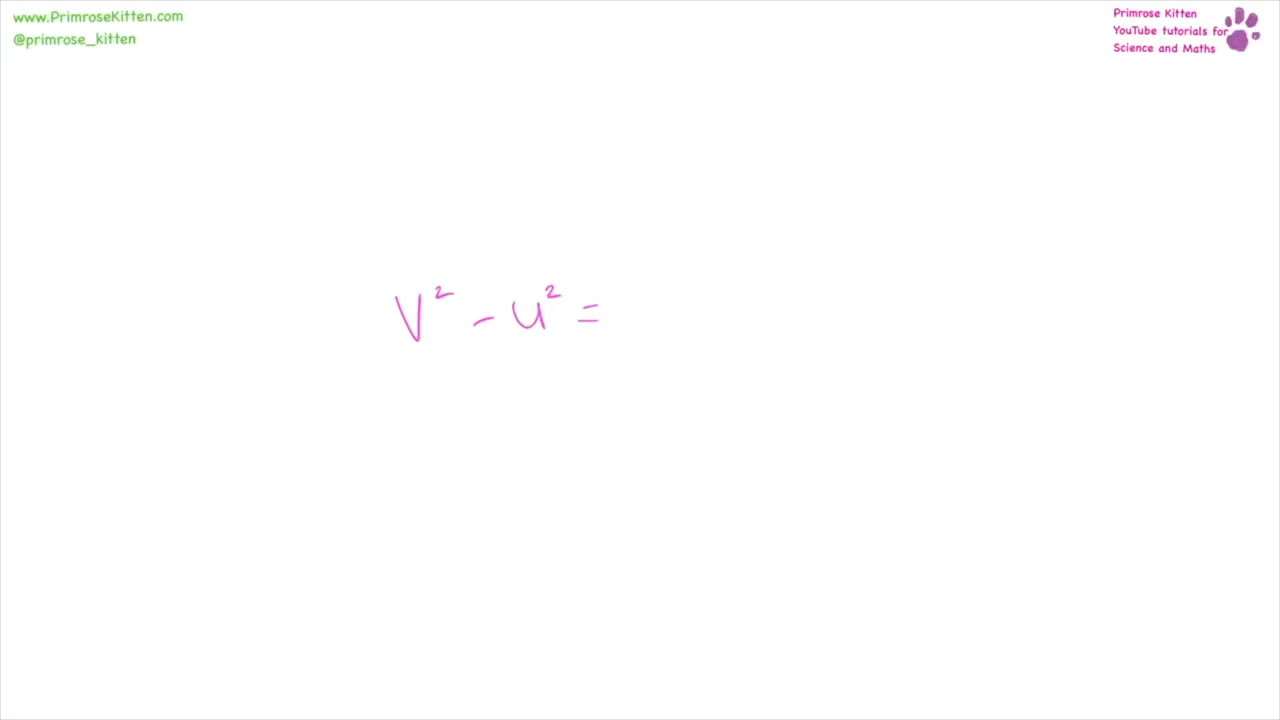 www.PrimroseKitten.com
@primrose_kitten
Primrose Kitten
YouTube tutorials for
Science and Maths
V² - u² =